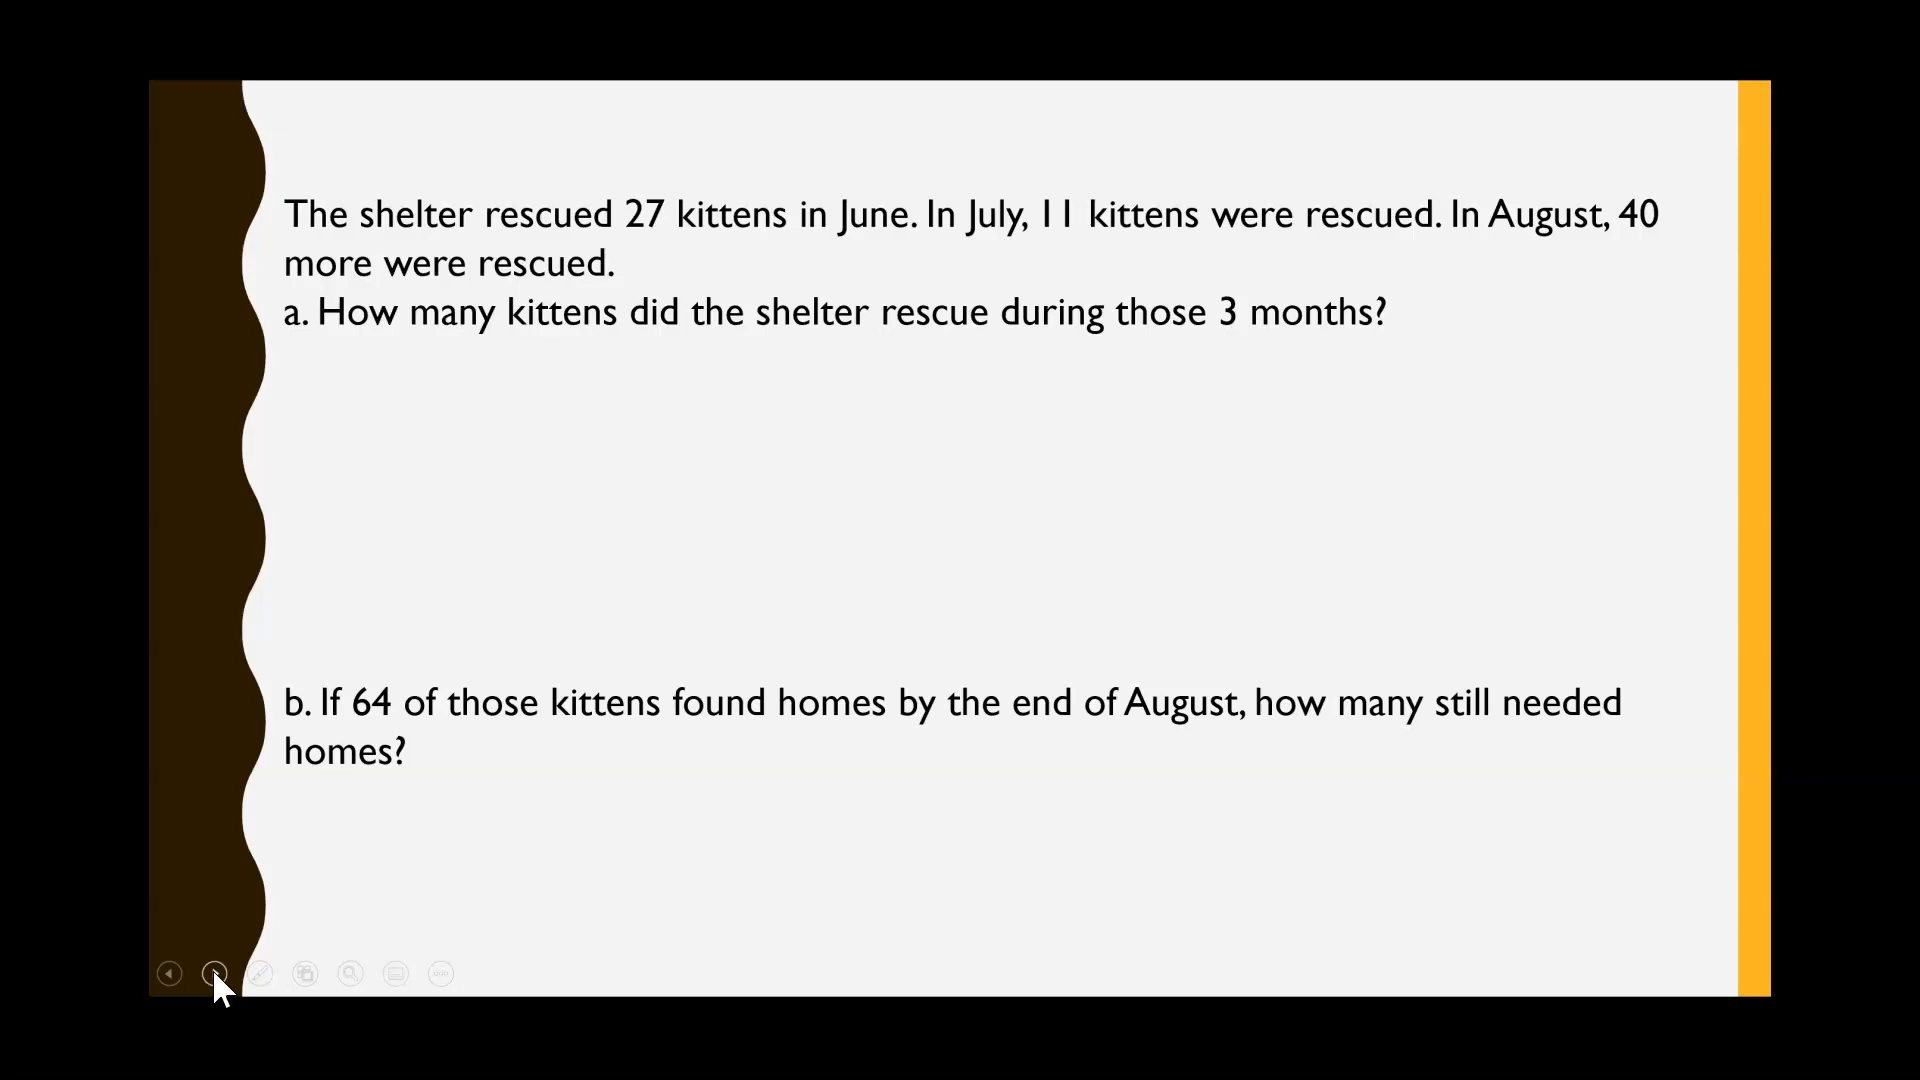 The shelter rescued 27 kittens in June. In July, 11 kittens were rescued. In August, 40
more were rescued.
a. How many kittens did the shelter rescue during those 3 months?
b. If 64 of those kittens found homes by the end of August, how many still needed
homes?